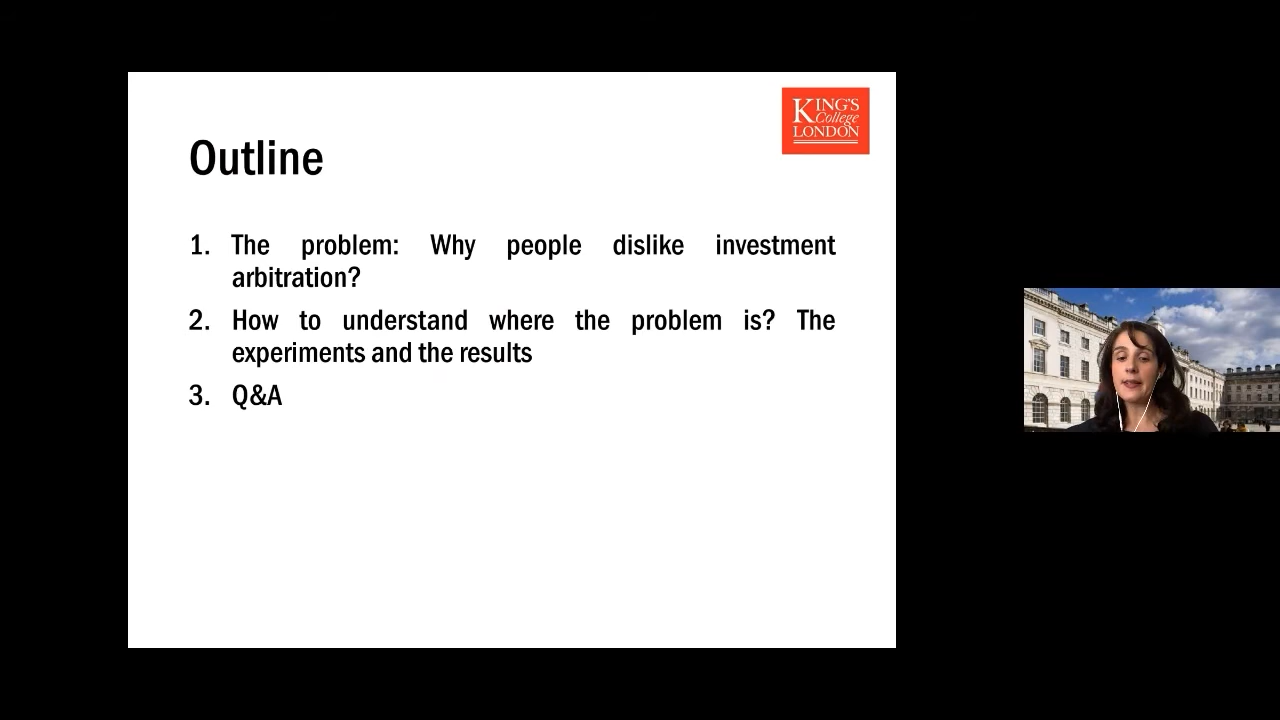 KING'S
College
LONDON
Outline
1. The problem: Why people dislike investment
arbitration?
2. How to understand where the problem is? The
experiments and the results
3. Q&A